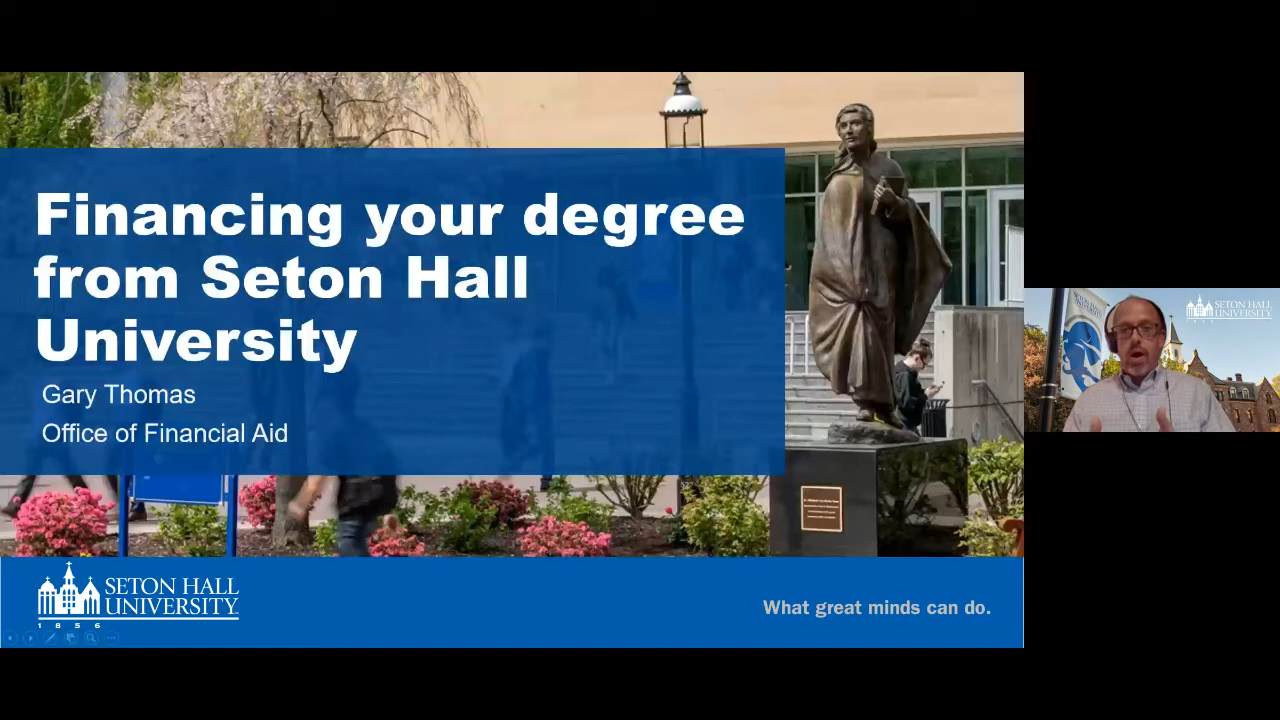 Financing your degree
from Seton Hall
University
Gary Thomas
Office of Financial Aid
SETON HALL
UNIVERSITY
1 8 5 6
What great minds can do.
SETON HALL
UNIVERSITY